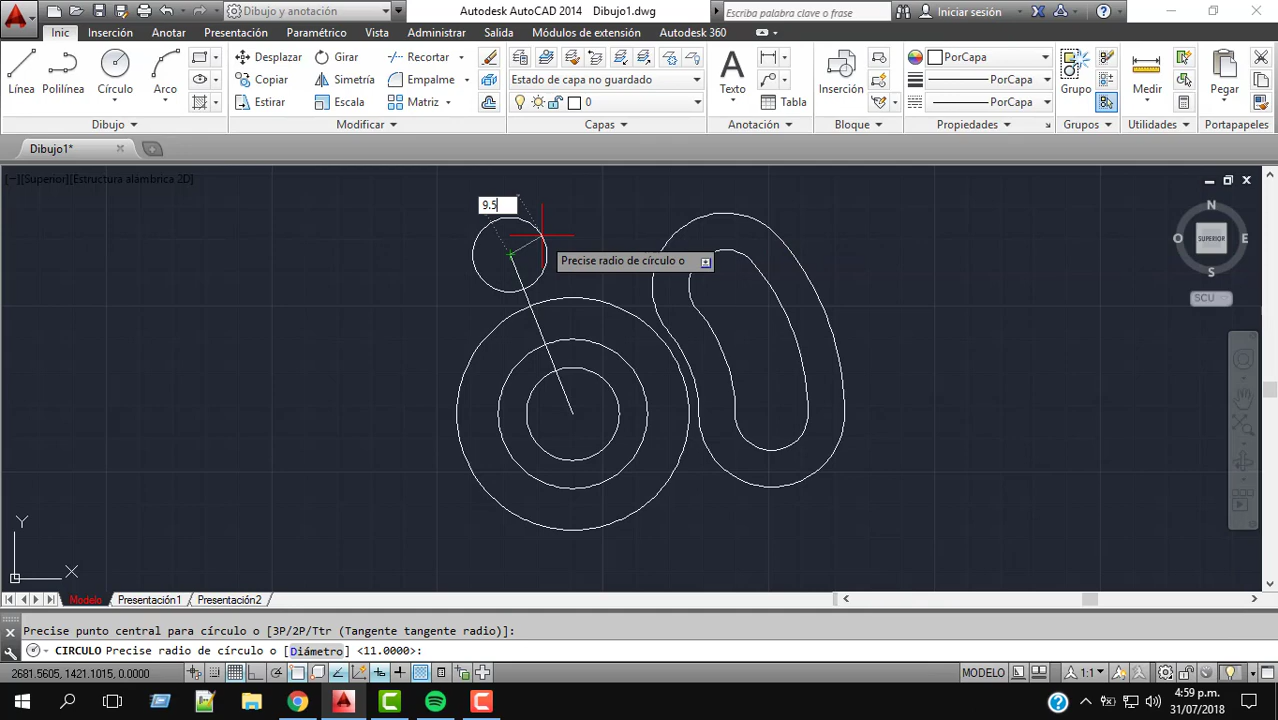 Dibujo y anotación
Autodesk AutoCAD 2014 Dibujo1.dwg
Escriba palabra clave o frase
Iniciar sesión
Inic Inserción Anotar Presentación Paramétrico Vista Administrar Salida Módulos de extensión Autodesk 360
Línea Polilínea Círculo Arco
Desplazar Girar Recortar
Copiar Simetría Empalme
Estirar Escala Matriz
Estado de capa no guardado
0
Texto
Tabla
Inserción
PorCapa
PorCapa
PorCapa
Grupo
Medir
Pegar
Dibujo Modificar Capas Anotación Bloque Propiedades Grupos Utilidades Portapapeles
Dibujo1*
[−][Superior][Estructura alambrica 2D]
N
O SUPERIOR E
S
SCU
9.5
Precise radio de círculo o
Y
X
Modelo Presentación1 Presentación2
Precise punto central para círculo o [3P/2P/Ttr (Tangente tangente radio)]:
CIRCULO Precise radio de círculo o [Diámetro] <11.0000>:
2681.5605, 1421.1015, 0.0000
MODELO
1:1
4:59 p.m.
31/07/2018